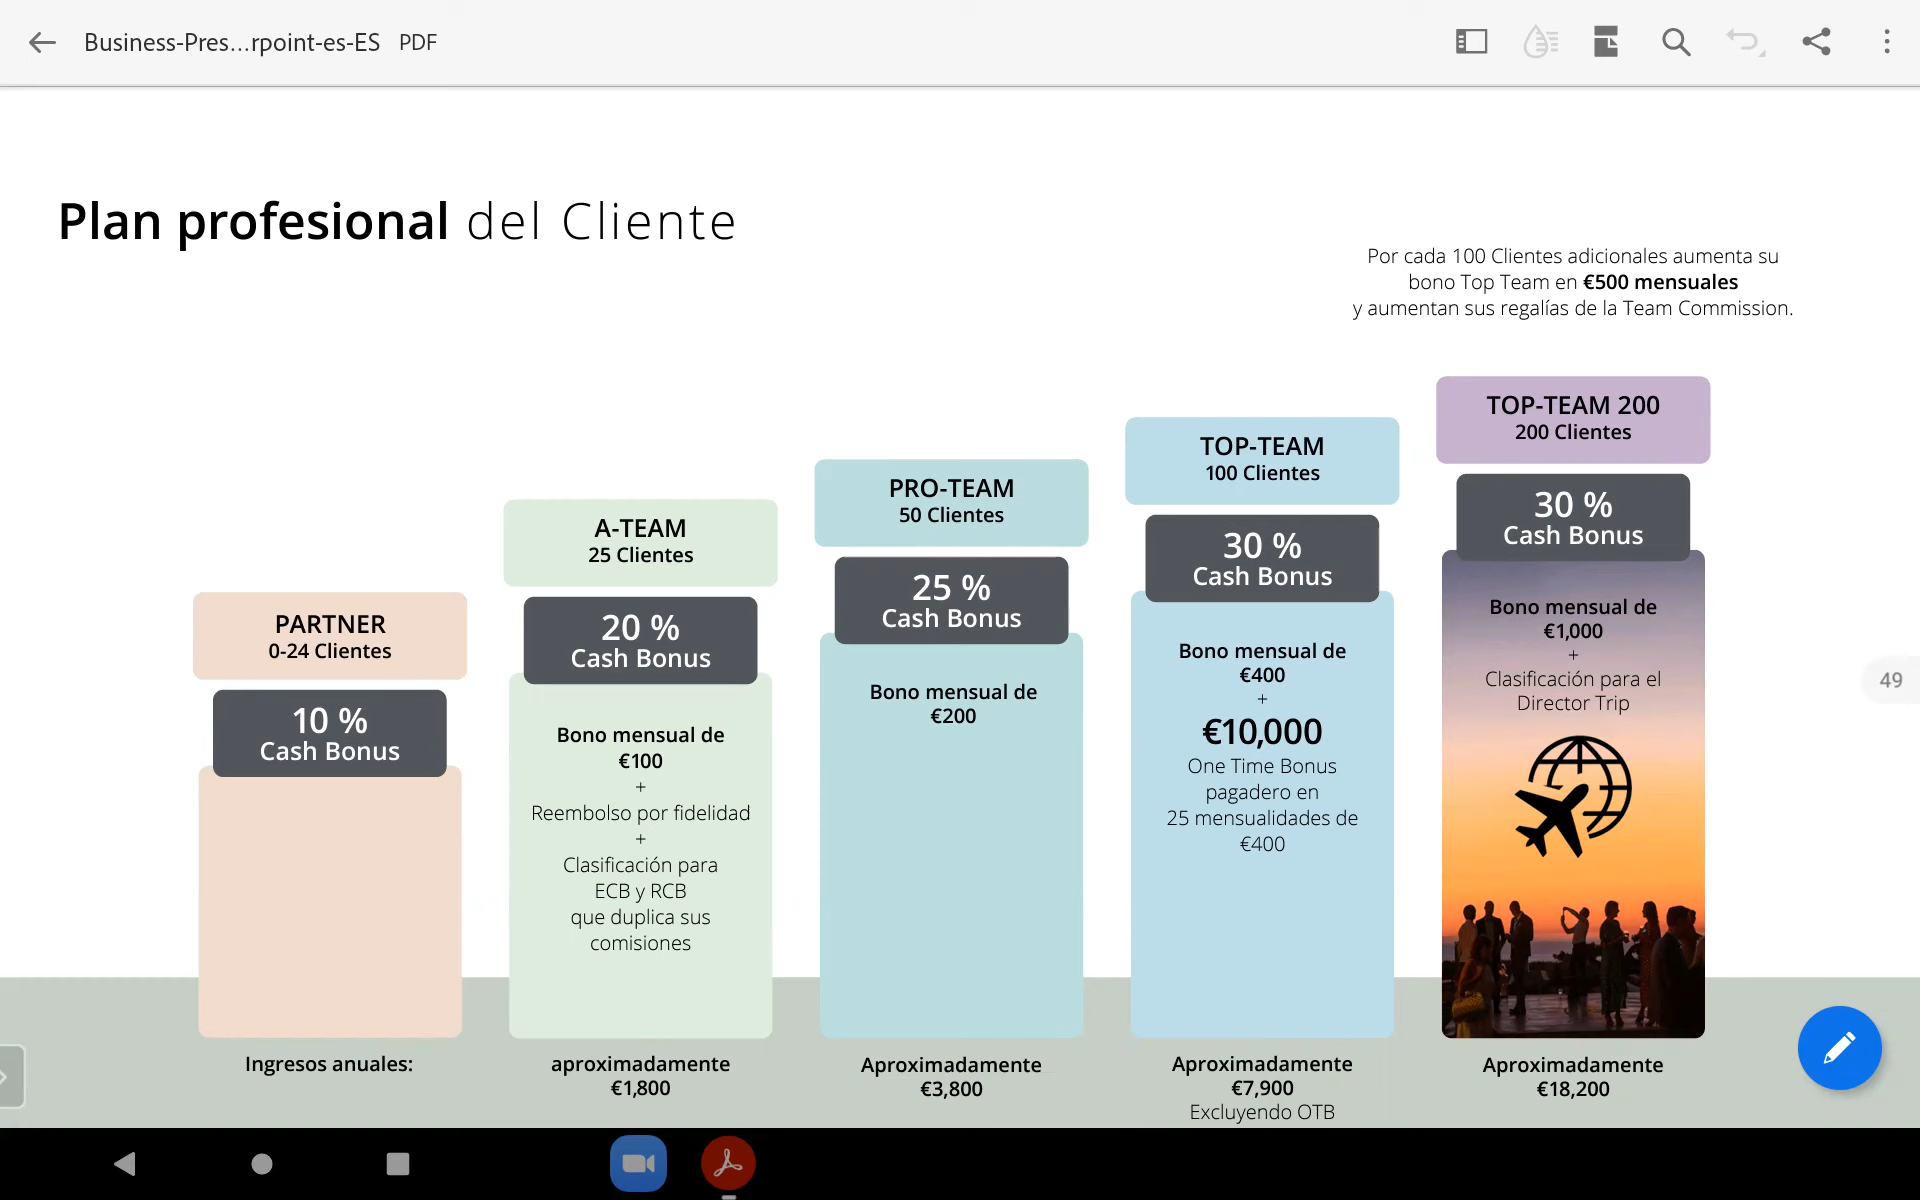 Business-Pres...rpoint-es-ES PDF
Plan profesional del Cliente
Por cada 100 Clientes adicionales aumenta su
bono Top Team en €500 mensuales
y aumentan sus regalías de la Team Commission.
PARTNER
0-24 Clientes
10 %
Cash Bonus
Ingresos anuales:
A-TEAM
25 Clientes
20 %
Cash Bonus
Bono mensual de
€100
+
Reembolso por fidelidad
+
Clasificación para
ECB y RCB
que duplica sus
comisiones
aproximadamente
€1,800
PRO-TEAM
50 Clientes
25 %
Cash Bonus
Bono mensual de
€200
Aproximadamente
€3,800
TOP-TEAM
100 Clientes
30 %
Cash Bonus
Bono mensual de
€400
+
€10,000
One Time Bonus
pagadero en
25 mensualidades de
€400
Aproximadamente
€7,900
Excluyendo OTB
TOP-TEAM 200
200 Clientes
30 %
Cash Bonus
Bono mensual de
€1,000
+
Clasificación para el
Director Trip
Aproximadamente
€18,200
49